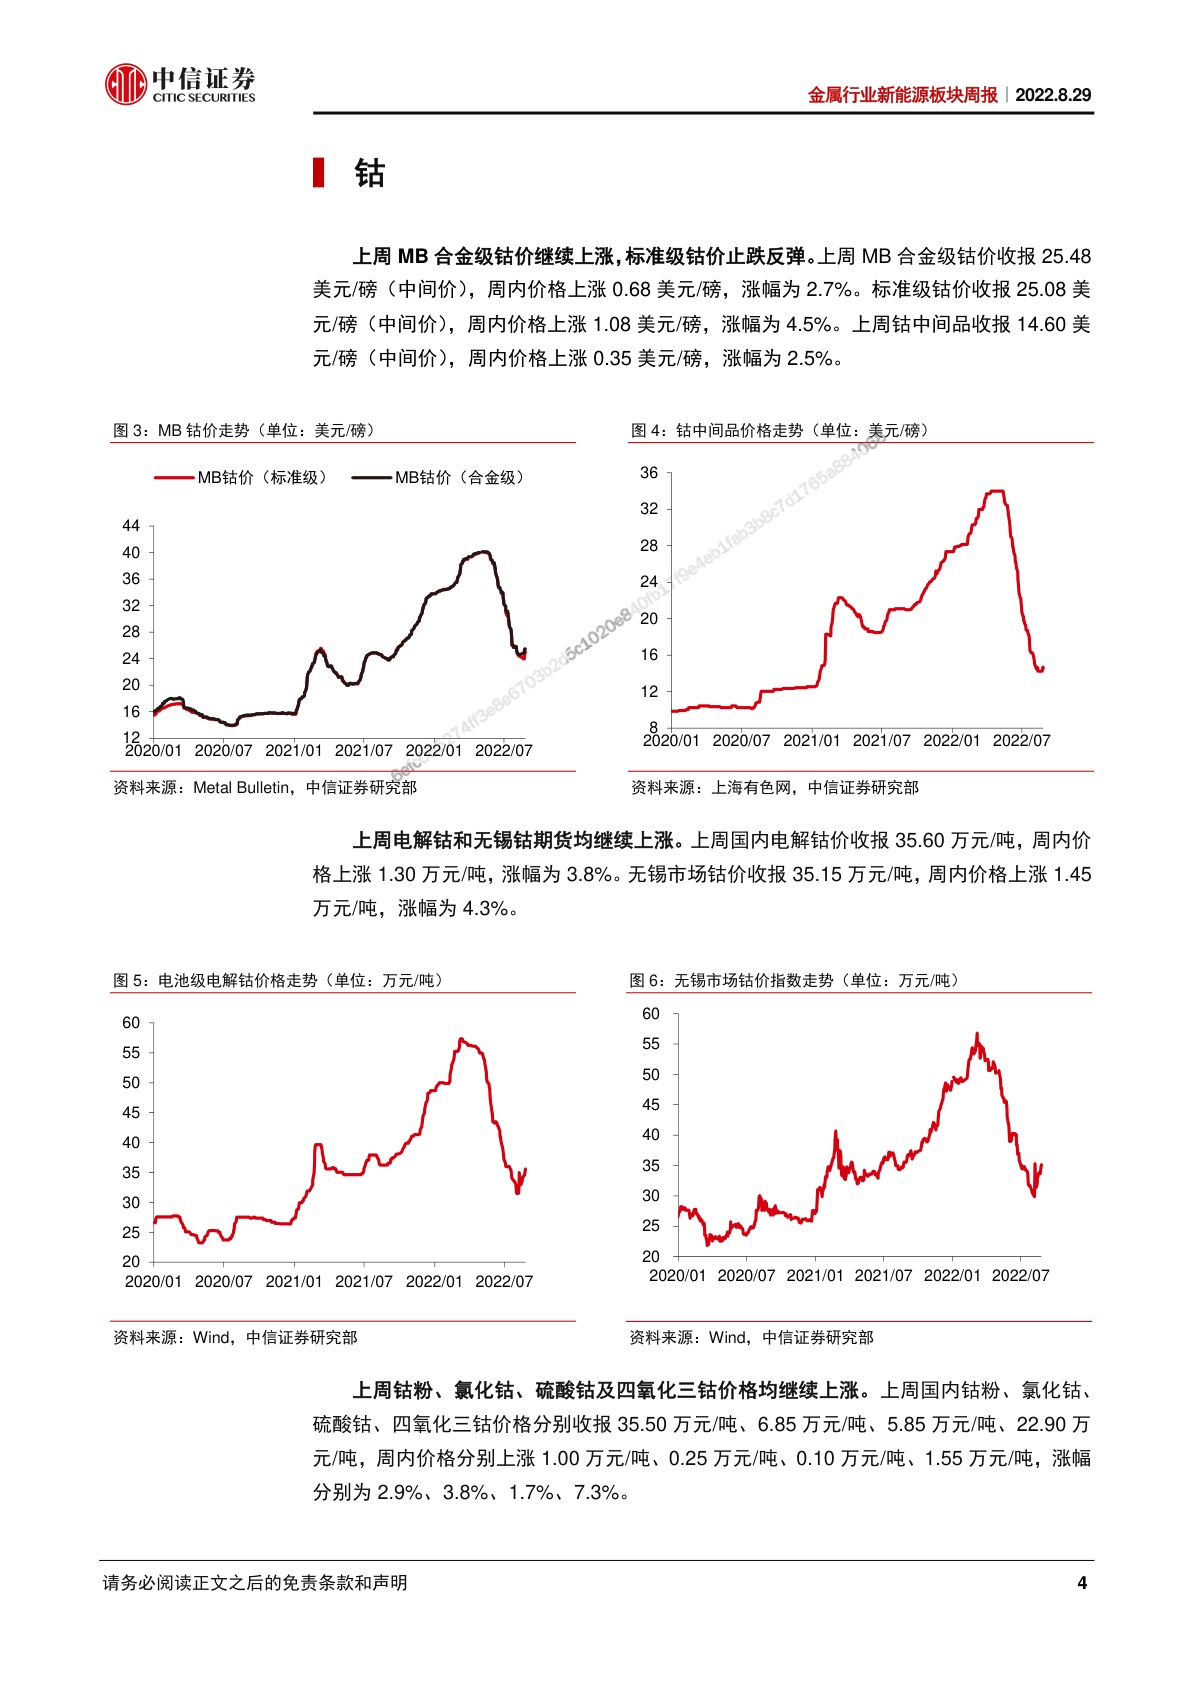 中信证券
CITIC SECURITIES
金属行业新能源板块周报｜2022.8.29
钴
上周 MB 合金级钴价继续上涨，标准级钴价止跌反弹。上周 MB 合金级钴价收报 25.48
美元/磅（中间价），周内价格上涨 0.68 美元/磅，涨幅为 2.7%。标准级钴价收报 25.08 美
元/磅（中间价），周内价格上涨 1.08 美元/磅，涨幅为 4.5%。上周钴中间品收报 14.60 美
元/磅（中间价），周内价格上涨 0.35 美元/磅，涨幅为 2.5%。
图 3：MB 钴价走势（单位：美元/磅）
MB钴价（标准级） MB钴价（合金级）
44
40
36
32
28
24
20
16
12
2020/01 2020/07 2021/01 2021/07 2022/01 2022/07
资料来源：Metal Bulletin，中信证券研究部
图 4：钴中间品价格走势（单位：美元/磅）
36
32
28
24
20
16
12
8
2020/01 2020/07 2021/01 2021/07 2022/01 2022/07
资料来源：上海有色网，中信证券研究部
上周电解钴和无锡钴期货均继续上涨。上周国内电解钴价收报 35.60 万元/吨，周内价
格上涨 1.30 万元/吨，涨幅为 3.8%。无锡市场钴价收报 35.15 万元/吨，周内价格上涨 1.45
万元/吨，涨幅为 4.3%。
图 5：电池级电解钴价格走势（单位：万元/吨）
60
55
50
45
40
35
30
25
20
2020/01 2020/07 2021/01 2021/07 2022/01 2022/07
资料来源：Wind，中信证券研究部
图 6：无锡市场钴价指数走势（单位：万元/吨）
60
55
50
45
40
35
30
25
20
2020/01 2020/07 2021/01 2021/07 2022/01 2022/07
资料来源：Wind，中信证券研究部
上周钴粉、氯化钴、硫酸钴及四氧化三钴价格均继续上涨。上周国内钴粉、氯化钴、
硫酸钴、四氧化三钴价格分别收报 35.50 万元/吨、6.85 万元/吨、5.85 万元/吨、22.90 万
元/吨，周内价格分别上涨 1.00 万元/吨、0.25 万元/吨、0.10 万元/吨、1.55 万元/吨，涨幅
分别为 2.9%、3.8%、1.7%、7.3%。
请务必阅读正文之后的免责条款和声明
4